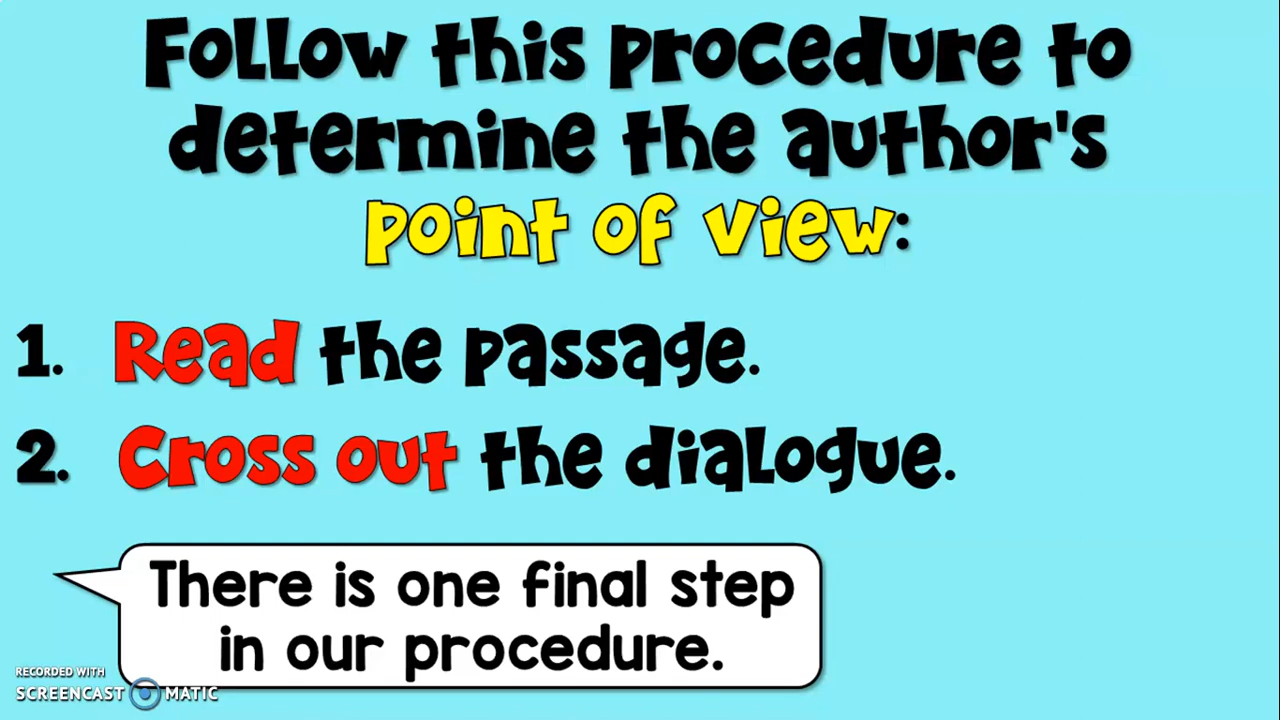 Follow this procedure to
determine the author's
point of view:
1. Read the passage.
2. Cross out the dialogue.
There is one final step
in our procedure.
RECORDED WITH
SCREENCAST MATIC